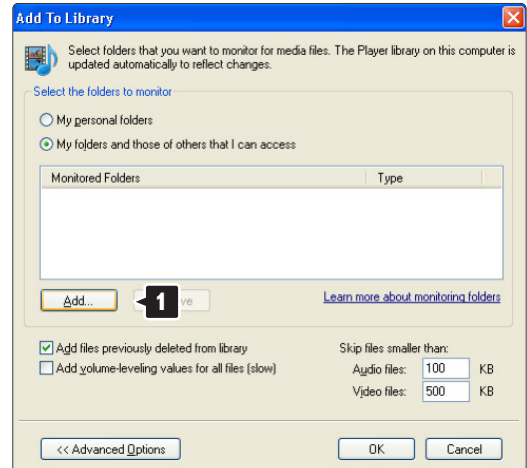 Add To Library
Select folders that you want to monitor for media files. The Player library on this computer is
updated automatically to reflect changes.
Select the folders to monitor
My personal folders
My folders and those of others that I can access
Monitored Folders Type
Add... 1 ve Learn more about monitoring folders
Add files previously deleted from library
Add volume-leveling values for all files (slow)
Skip files smaller than:
Audio files: 100 KB
Video files: 500 KB
<< Advanced Options OK Cancel